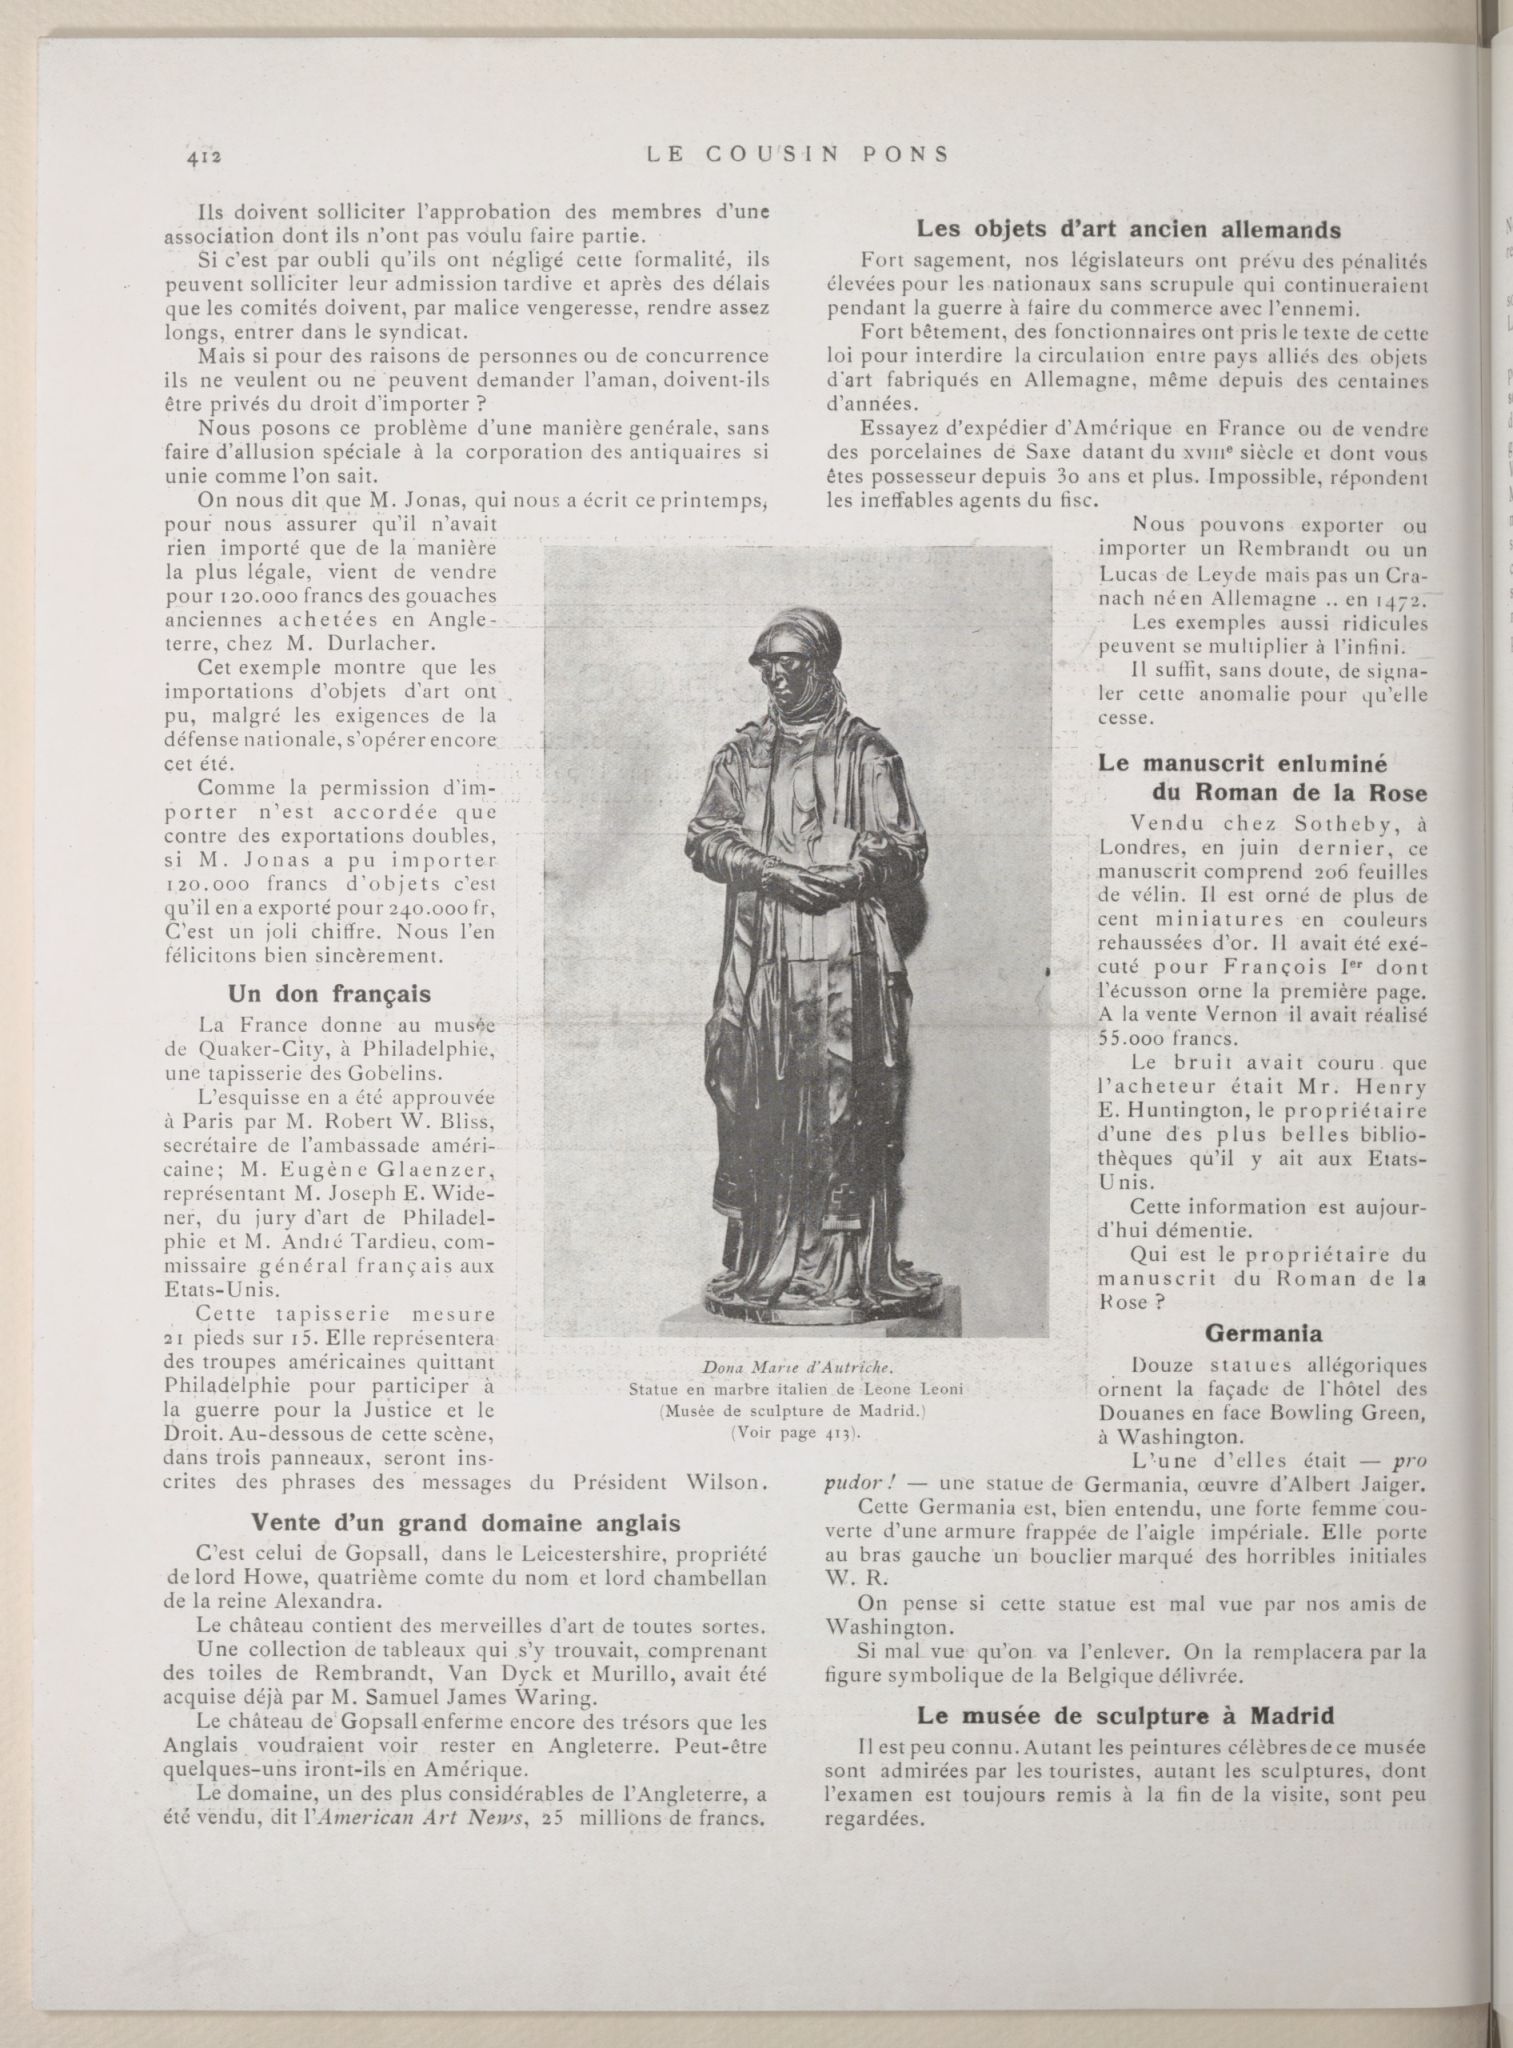 412
LE COUSIN PONS
Ils doivent solliciter l'approbation des membres d'une
association dont ils n'ont pas voulu faire partie.
Si c'est par oubli qu'ils ont négligé cette formalité, ils
peuvent solliciter leur admission tardive et après des délais
que les comités doivent, par malice vengeresse, rendre assez
longs, entrer dans le syndicat.
Mais si pour des raisons de personnes ou de concurrence
ils ne veulent ou ne peuvent demander l'aman, doivent-ils
être privés du droit d'importer ?
Nous posons ce problème d'une manière genérale, sans
faire d'allusion spéciale à la corporation des antiquaires si
unie comme l'on sait.
On nous dit que M. Jonas, qui nous a écrit ce printemps,
pour nous assurer qu'il n'avait
rien importé que de la manière
la plus légale, vient de vendre
pour 120.000 francs des gouaches
anciennes achetées en Angle-
terre, chez M. Durlacher.
Cet exemple montre que les
importations d'objets d'art ont
pu, malgré les exigences de la
défense nationale, s'opérer encore
cet été.
Comme la permission d'im-
porter n'est accordée que
contre des exportations doubles,
si M. Jonas a pu importer
120.000 francs d'objets c'est
qu'il en a exporté pour 240.000 fr,
C'est un joli chiffre. Nous l'en
félicitons bien sincèrement.
Un don français
La France donne au musée
de Quaker-City, à Philadelphie,
une tapisserie des Gobelins.
L'esquisse en a été approuvée
à Paris par M. Robert W. Bliss,
secrétaire de l'ambassade améri-
caine; M. Eugène Glaenzer,
représentant M. Joseph E. Wide-
ner, du jury d'art de Philadel-
phie et M. André Tardieu, com-
missaire général français aux
Etats-Unis.
Cette tapisserie mesure
21 pieds sur 15. Elle représentera
des troupes américaines quittant
Philadelphie pour participer à
la guerre pour la Justice et le
Droit. Au-dessous de cette scène,
dans trois panneaux, seront ins-
crites des phrases des messages du Président Wilson.
Vente d'un grand domaine anglais
C'est celui de Gopsall, dans le Leicestershire, propriété
de lord Howe, quatrième comte du nom et lord chambellan
de la reine Alexandra.
Le château contient des merveilles d'art de toutes sortes.
Une collection de tableaux qui s'y trouvait, comprenant
des toiles de Rembrandt, Van Dyck et Murillo, avait été
acquise déjà par M. Samuel James Waring.
Le château de Gopsall enferme encore des trésors que les
Anglais voudraient voir rester en Angleterre. Peut-être
quelques-uns iront-ils en Amérique.
Le domaine, un des plus considérables de l'Angleterre, a
été vendu, dit l'American Art News, 25 millions de francs.
Dona Marie d'Autriche.
Statue en marbre italien de Leone Leoni
(Musée de sculpture de Madrid.)
(Voir page 413).
Les objets d'art ancien allemands
Fort sagement, nos législateurs ont prévu des pénalités
élevées pour les nationaux sans scrupule qui continueraient
pendant la guerre à faire du commerce avec l'ennemi.
Fort bêtement, des fonctionnaires ont pris le texte de cette
loi pour interdire la circulation entre pays alliés des objets
d'art fabriqués en Allemagne, même depuis des centaines
d'années.
Essayez d'expédier d'Amérique en France ou de vendre
des porcelaines de Saxe datant du XVIIIe siècle et dont vous
êtes possesseur depuis 30 ans et plus. Impossible, répondent
les ineffables agents du fisc.
Nous pouvons exporter ou
importer un Rembrandt ou un
Lucas de Leyde mais pas un Cra-
nach né en Allemagne .. en 1472.
Les exemples aussi ridicules
peuvent se multiplier à l'infini.
Il suffit, sans doute, de signa-
ler cette anomalie pour qu'elle
cesse.
Le manuscrit enluminé
du Roman de la Rose
Vendu chez Sotheby, à
Londres, en juin dernier, ce
manuscrit comprend 206 feuilles
de vélin. Il est orné de plus de
cent miniatures en couleurs
rehaussées d'or. Il avait été exé-
cuté pour François Ier dont
l'écusson orne la première page.
A la vente Vernon il avait réalisé
55.000 francs.
Le bruit avait couru que
l'acheteur était Mr. Henry
E. Huntington, le propriétaire
d'une des plus belles biblio-
thèques qu'il y ait aux Etats-
Unis.
Cette information est aujour-
d'hui démentie.
Qui est le propriétaire du
manuscrit du Roman de la
Rose ?
Germania
Douze statues allégoriques
ornent la façade de l'hôtel des
Douanes en face Bowling Green,
à Washington.
L'une d'elles était — pro
pudor ! — une statue de Germania, œuvre d'Albert Jaiger.
Cette Germania est, bien entendu, une forte femme cou-
verte d'une armure frappée de l'aigle impériale. Elle porte
au bras gauche un bouclier marqué des horribles initiales
W. R.
On pense si cette statue est mal vue par nos amis de
Washington.
Si mal vue qu'on va l'enlever. On la remplacera par la
figure symbolique de la Belgique délivrée.
Le musée de sculpture à Madrid
Il est peu connu. Autant les peintures célèbres de ce musée
sont admirées par les touristes, autant les sculptures, dont
l'examen est toujours remis à la fin de la visite, sont peu
regardées.